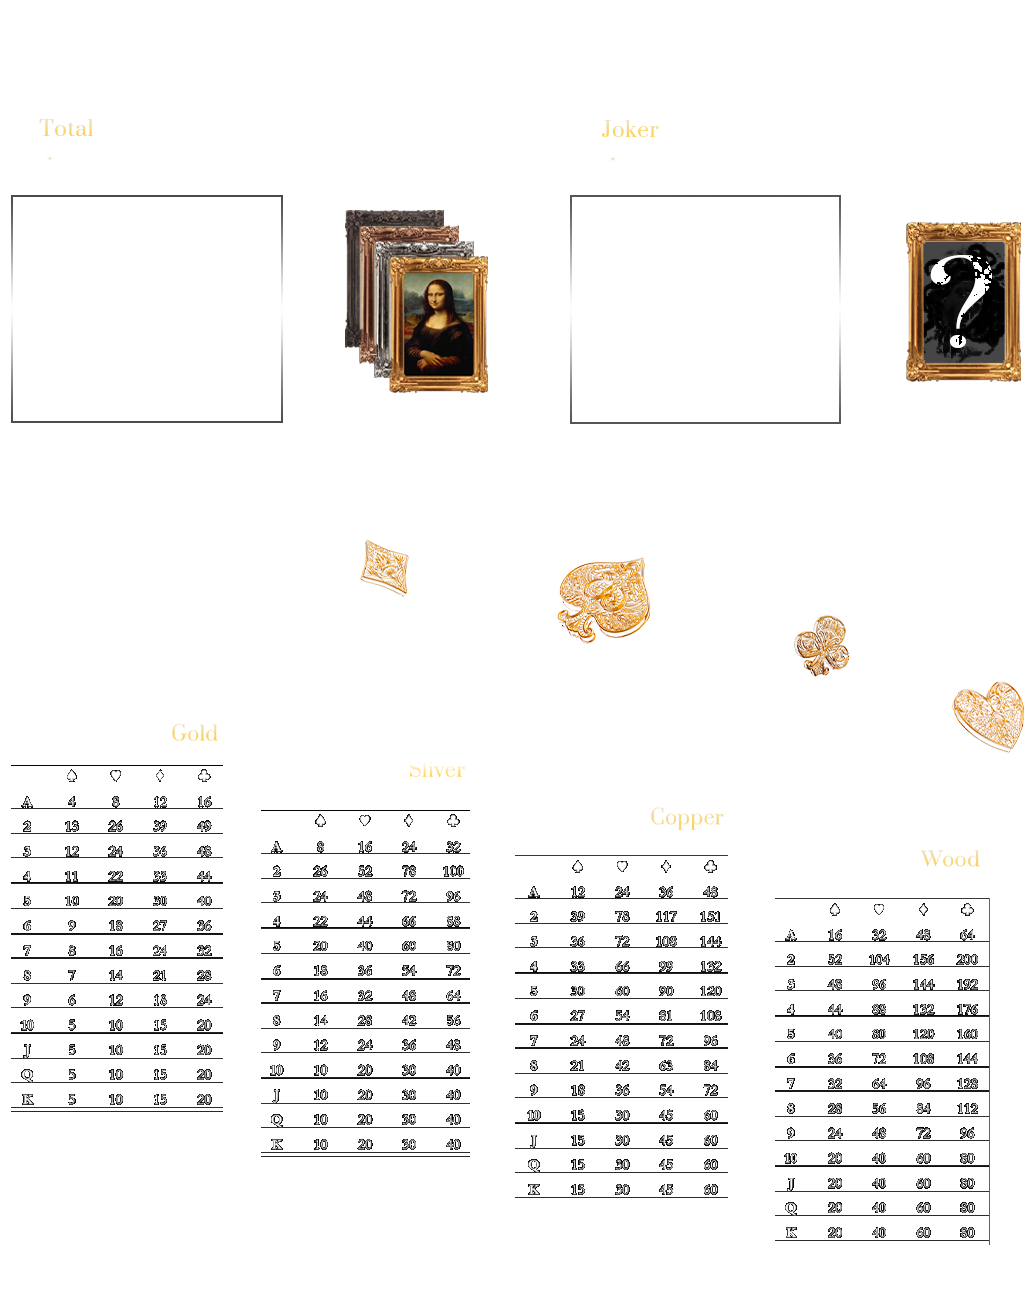 Total
Joker
?
Gold
A 4 8 12 16
2 13 26 39 49
3 12 24 36 48
4 11 22 33 44
5 10 20 30 40
6 9 18 27 36
7 8 16 24 32
8 7 14 21 28
9 6 12 18 24
10 5 10 15 20
J 5 10 15 20
Q 5 10 15 20
K 5 10 15 20
Silver
A 8 16 24 32
2 26 52 78 100
3 24 48 72 96
4 22 44 66 88
5 20 40 60 80
6 18 36 54 72
7 16 32 48 64
8 14 28 42 56
9 12 24 36 48
10 10 20 30 40
J 10 20 30 40
Q 10 20 30 40
K 10 20 30 40
Copper
A 12 24 36 48
2 39 78 117 151
3 36 72 108 144
4 33 66 99 132
5 30 60 90 120
6 27 54 81 108
7 24 48 72 96
8 21 42 63 84
9 18 36 54 72
10 15 30 45 60
J 15 30 45 60
Q 15 30 45 60
K 15 30 45 60
Wood
A 16 32 48 64
2 52 104 156 200
3 48 96 144 192
4 44 88 132 176
5 40 80 120 160
6 36 72 108 144
7 32 64 96 128
8 28 56 84 112
9 24 48 72 96
10 20 40 60 80
J 20 40 60 80
Q 20 40 60 80
K 20 40 60 80